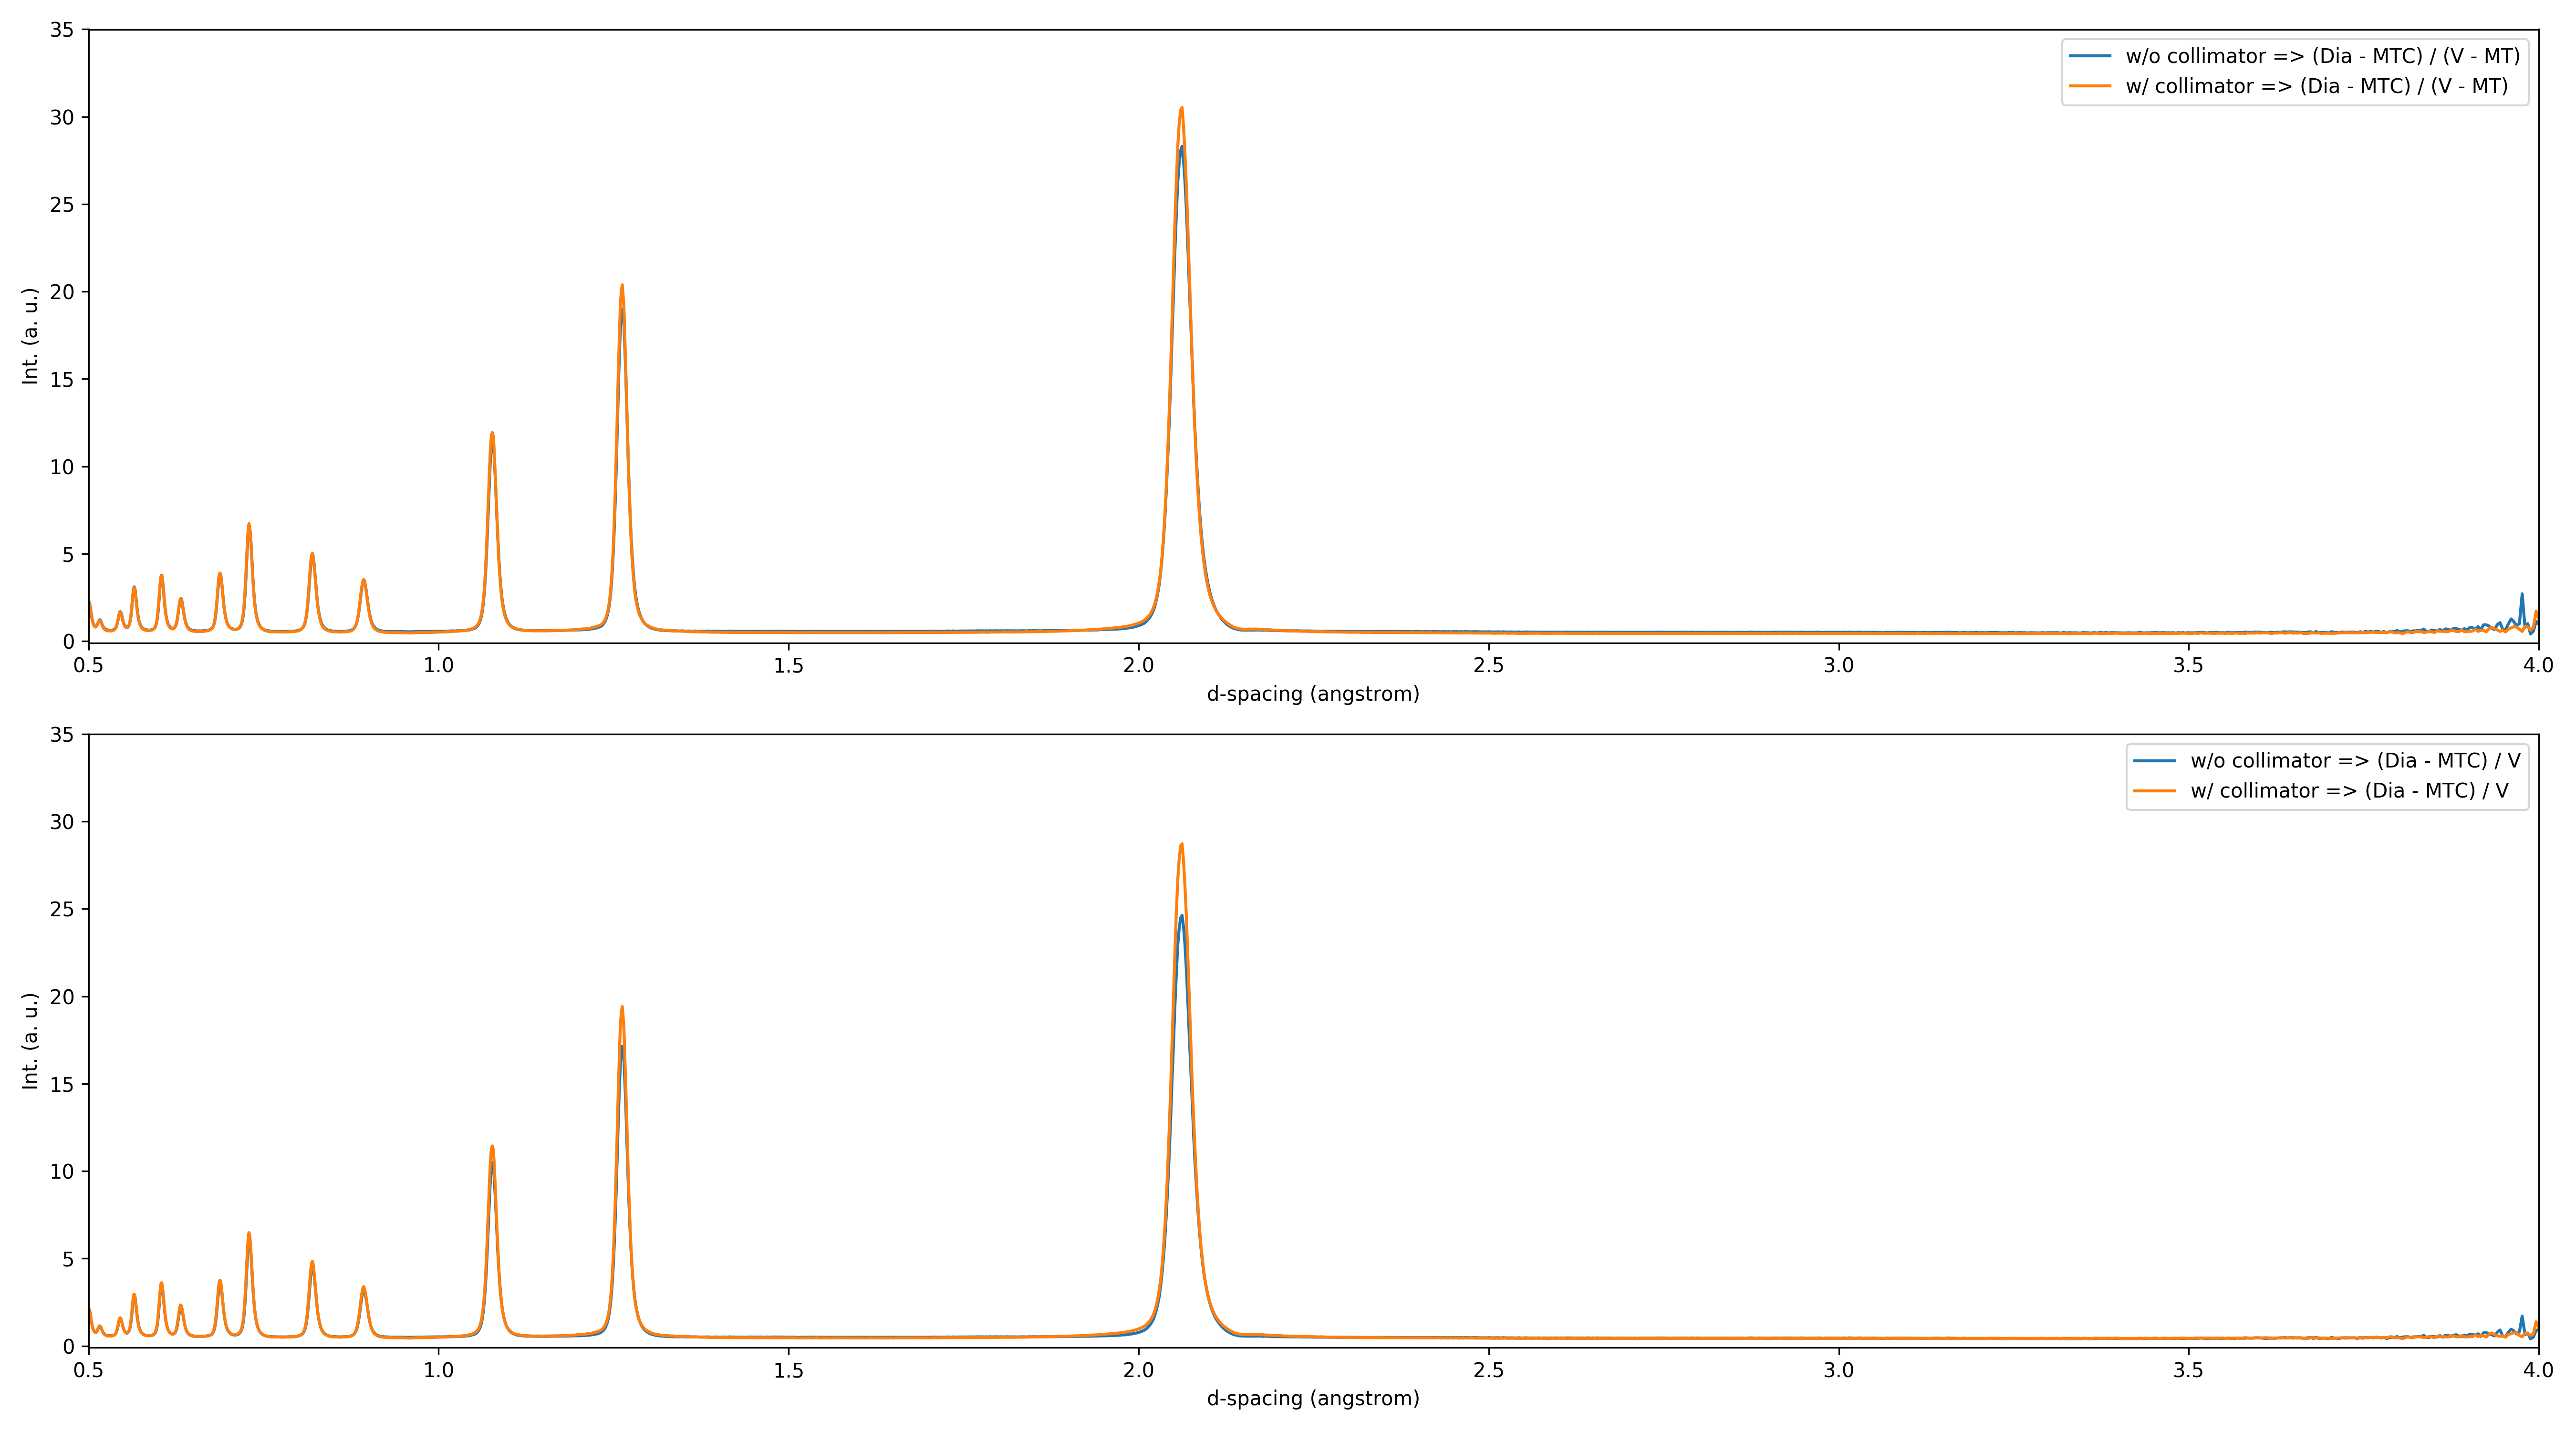 35
30
25
20
15
10
5
0
Int. (a. u.)
w/o collimator => (Dia - MTC) / (V - MT)
w/ collimator => (Dia - MTC) / (V - MT)
0.5 1.0 1.5 2.0 2.5 3.0 3.5 4.0
d-spacing (angstrom)
35
30
25
20
15
10
5
0
Int. (a. u.)
w/o collimator => (Dia - MTC) / V
w/ collimator => (Dia - MTC) / V
0.5 1.0 1.5 2.0 2.5 3.0 3.5 4.0
d-spacing (angstrom)